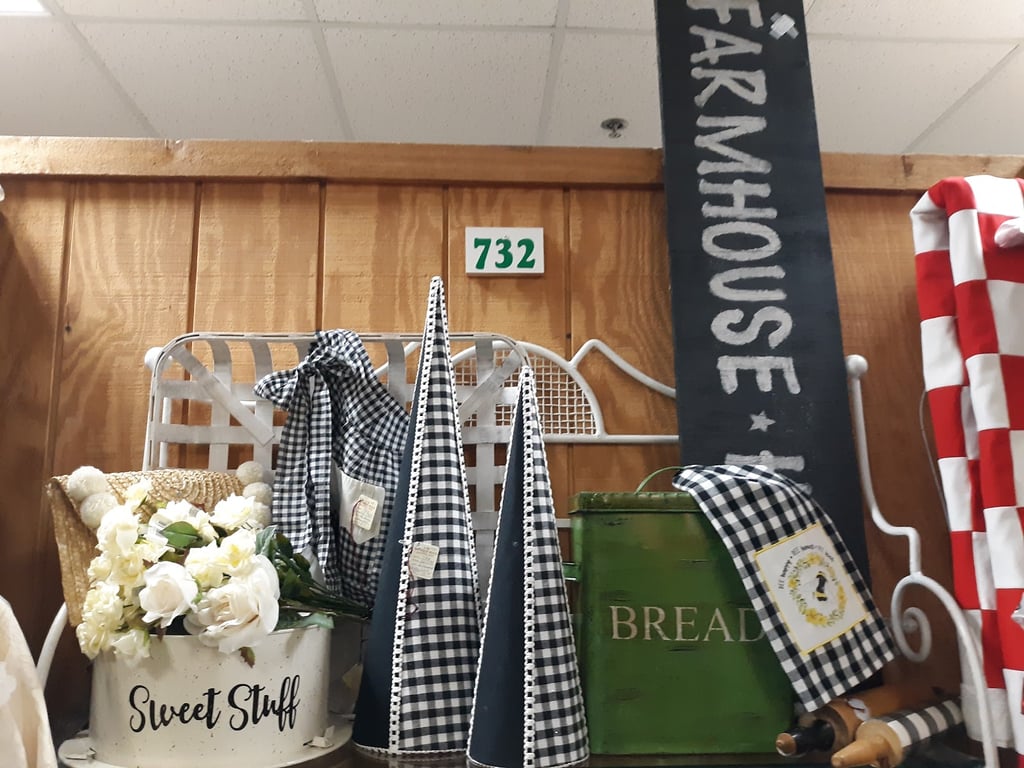 FARMHOUSE
732
BREAD
Sweet Stuff